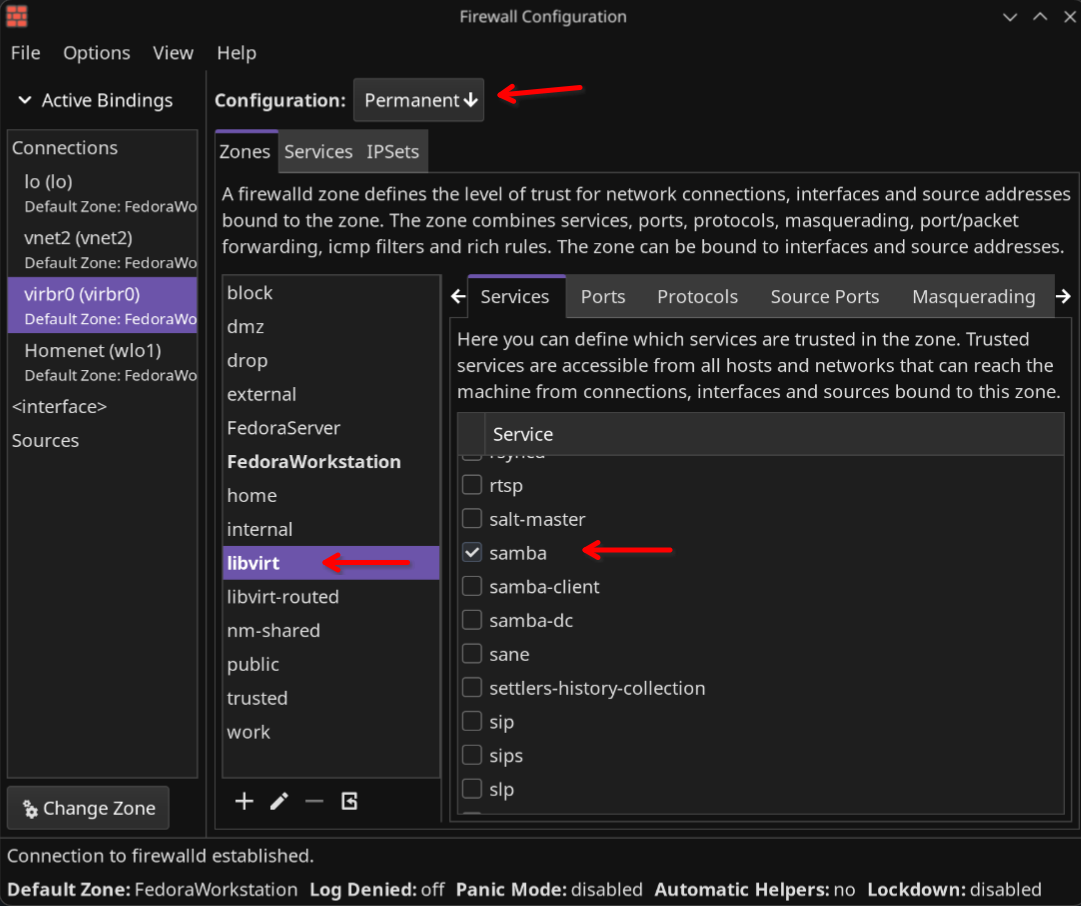 Firewall Configuration
File Options View Help
Active Bindings
Configuration: Permanent
Connections
lo (lo)
Default Zone: FedoraWo
vnet2 (vnet2)
Default Zone: FedoraWo
virbr0 (virbr0)
Default Zone: FedoraWo
Homenet (wlo1)
Default Zone: FedoraWo
<interface>
Sources
Change Zone
Zones Services IPSets
A firewalld zone defines the level of trust for network connections, interfaces and source addresses
bound to the zone. The zone combines services, ports, protocols, masquerading, port/packet
forwarding, icmp filters and rich rules. The zone can be bound to interfaces and source addresses.
block
dmz
drop
external
FedoraServer
FedoraWorkstation
home
internal
libvirt
libvirt-routed
nm-shared
public
trusted
work
Services Ports Protocols Source Ports Masquerading
Here you can define which services are trusted in the zone. Trusted
services are accessible from all hosts and networks that can reach the
machine from connections, interfaces and sources bound to this zone.
Service
rsyncd
rtsp
salt-master
samba
samba-client
samba-dc
sane
settlers-history-collection
sip
sips
slp
Connection to firewalld established.
Default Zone: FedoraWorkstation Log Denied: off Panic Mode: disabled Automatic Helpers: no Lockdown: disabled